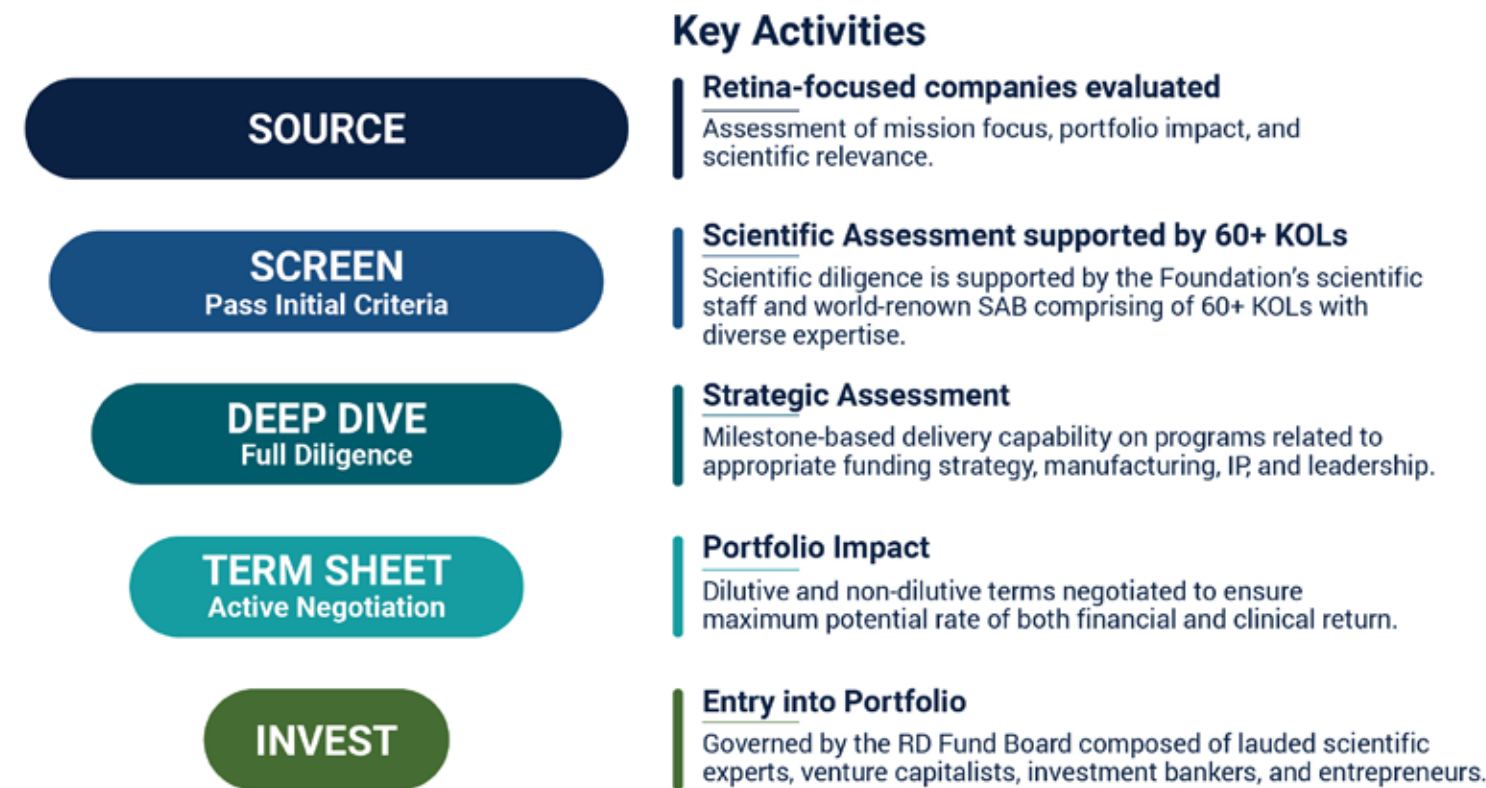 Key Activities
SOURCE
Retina-focused companies evaluated
Assessment of mission focus, portfolio impact, and
scientific relevance.
SCREEN
Pass Initial Criteria
Scientific Assessment supported by 60+ KOLs
Scientific diligence is supported by the Foundation's scientific
staff and world-renown SAB comprising of 60+ KOLs with
diverse expertise.
DEEP DIVE
Full Diligence
Strategic Assessment
Milestone-based delivery capability on programs related to
appropriate funding strategy, manufacturing, IP, and leadership.
TERM SHEET
Active Negotiation
Portfolio Impact
Dilutive and non-dilutive terms negotiated to ensure
maximum potential rate of both financial and clinical return.
INVEST
Entry into Portfolio
Governed by the RD Fund Board composed of lauded scientific
experts, venture capitalists, investment bankers, and entrepreneurs.